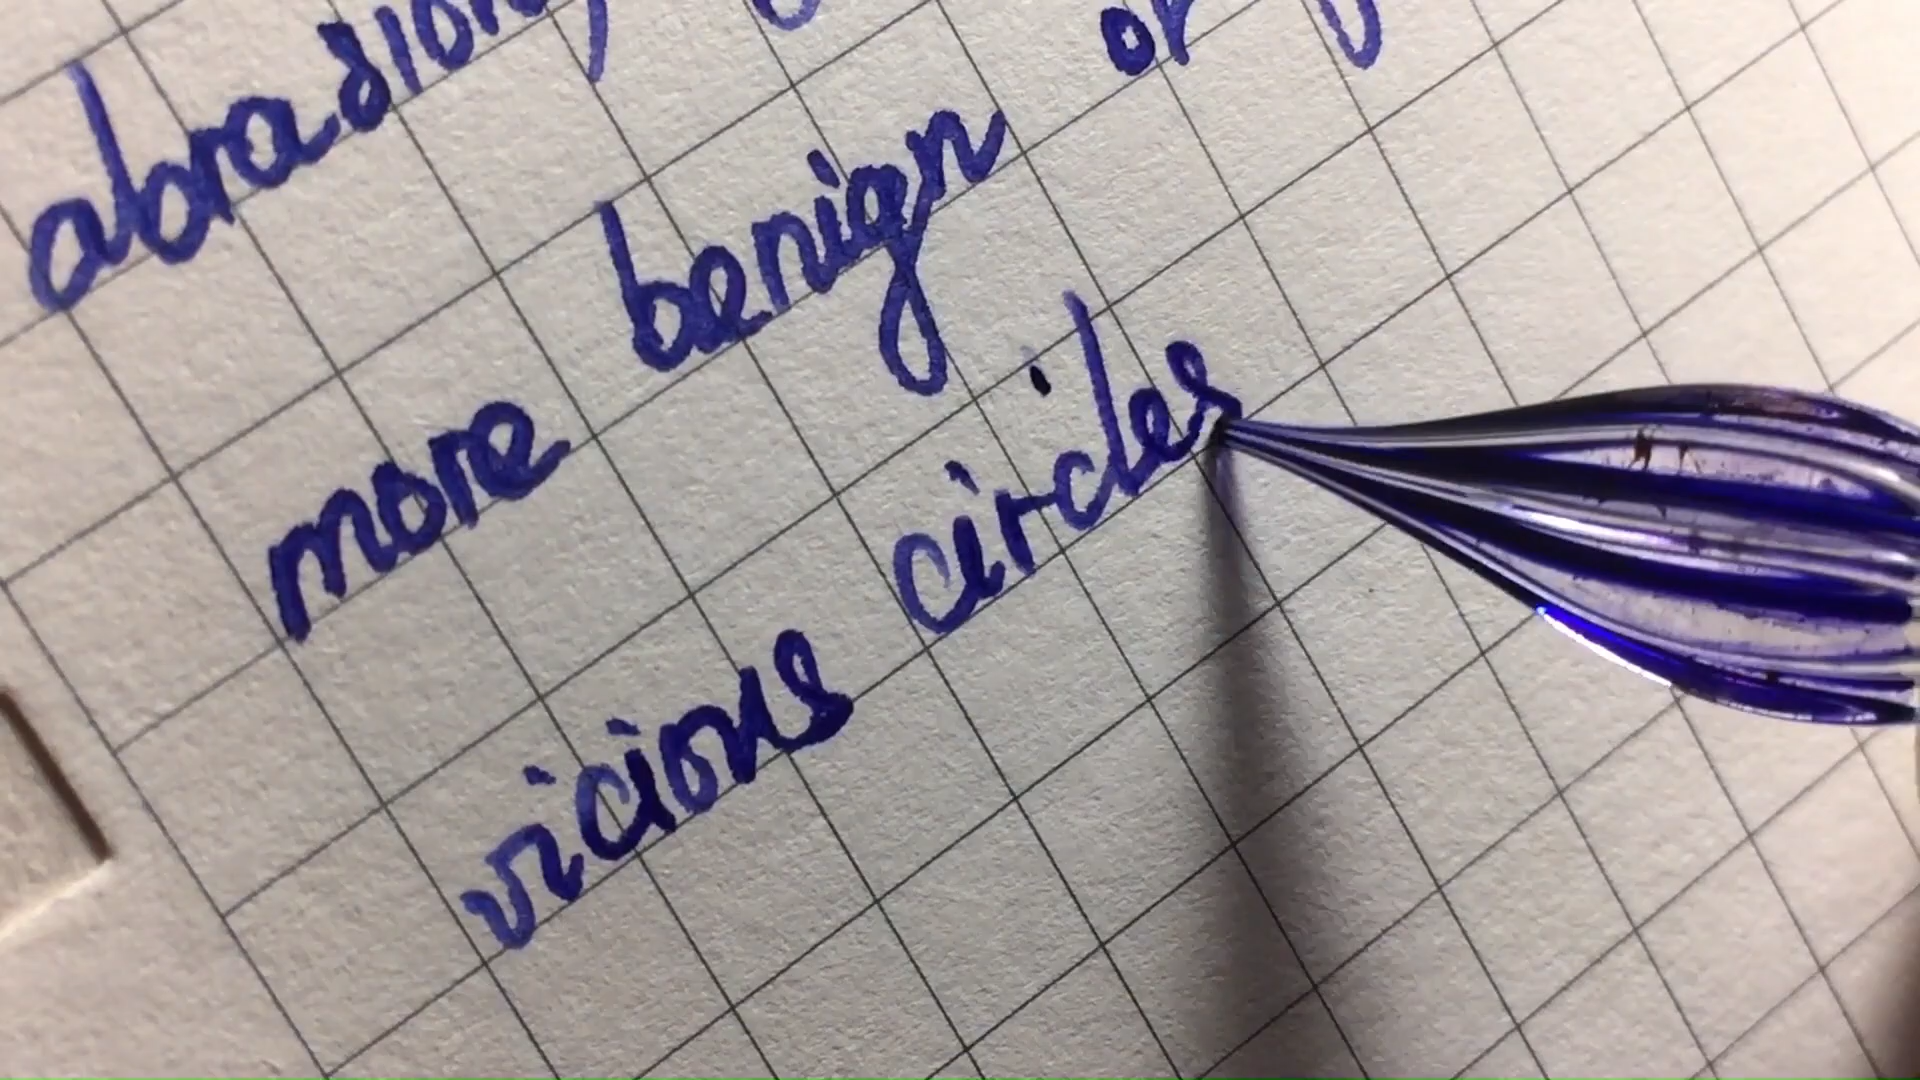 abrasion, or
more benign
vicious circles